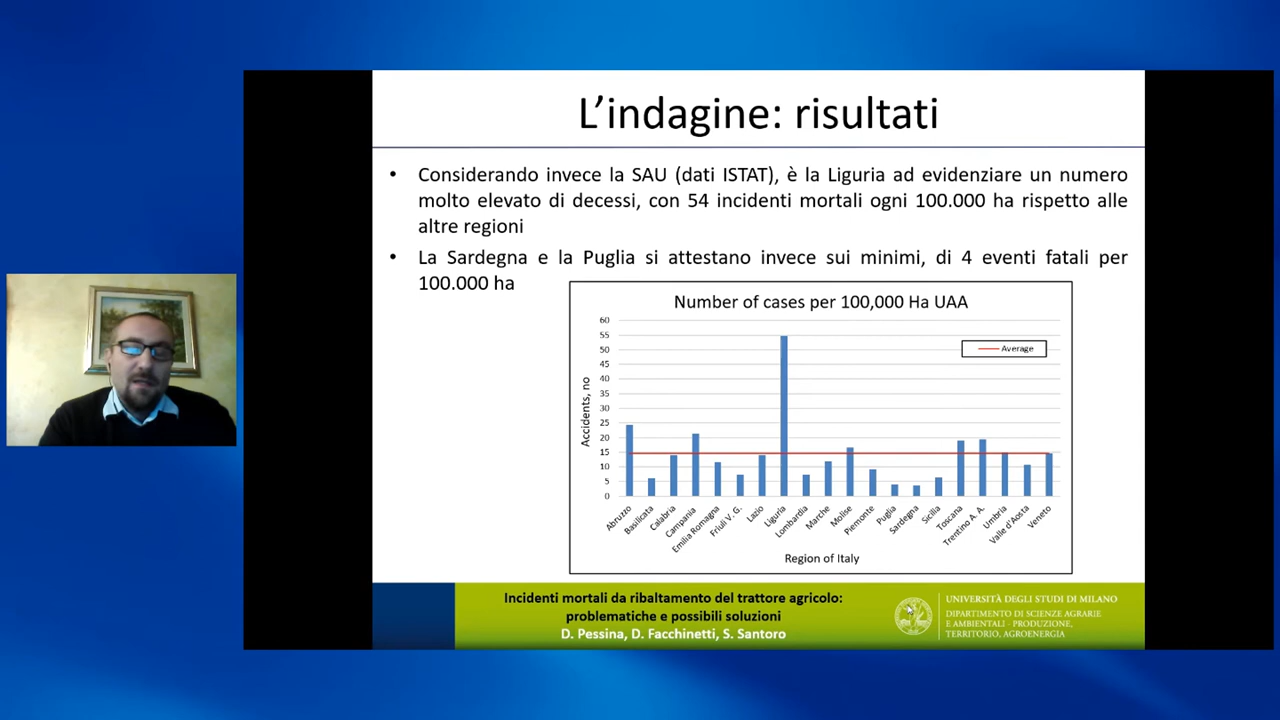 L'indagine: risultati
• Considerando invece la SAU (dati ISTAT), è la Liguria ad evidenziare un numero
molto elevato di decessi, con 54 incidenti mortali ogni 100.000 ha rispetto alle
altre regioni
• La Sardegna e la Puglia si attestano invece sui minimi, di 4 eventi fatali per
100.000 ha
Number of cases per 100,000 Ha UAA
Accidents, no
60
55
50
45
40
35
30
25
20
15
10
5
0
Average
Abruzzo
Basilicata
Calabria
Campania
Emilia Romagna
Friuli V. G.
Lazio
Liguria
Lombardia
Marche
Molise
Piemonte
Puglia
Sardegna
Sicilia
Toscana
Trentino A. A.
Umbria
Valle d'Aosta
Veneto
Region of Italy
Incidenti mortali da ribaltamento del trattore agricolo:
problematiche e possibili soluzioni
D. Pessina, D. Facchinetti, S. Santoro
UNIVERSITÀ DEGLI STUDI DI MILANO
DIPARTIMENTO DI SCIENZE AGRARIE
E AMBIENTALI - PRODUZIONE,
TERRITORIO, AGROENERGIA